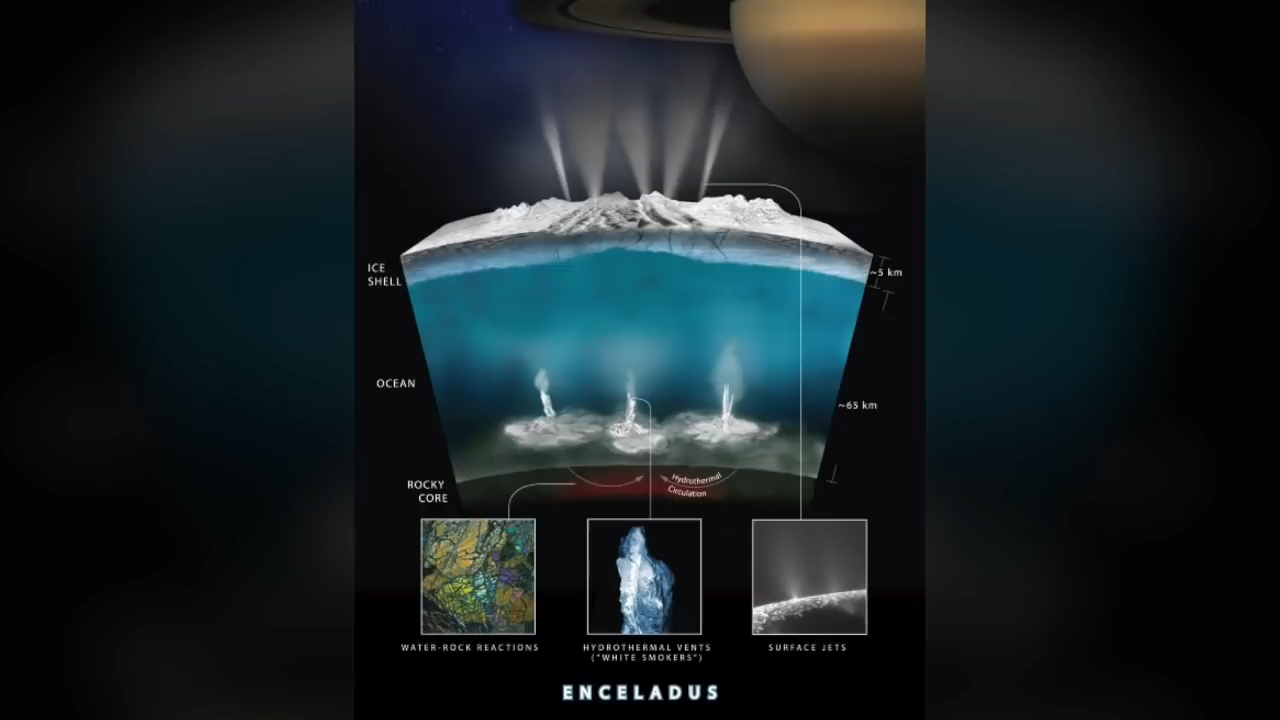 ICE
SHELL
~5 km
OCEAN
~65 km
ROCKY
CORE
Hydrothermal
Circulation
WATER-ROCK REACTIONS
HYDROTHERMAL VENTS
("WHITE SMOKERS")
SURFACE JETS
ENCELADUS